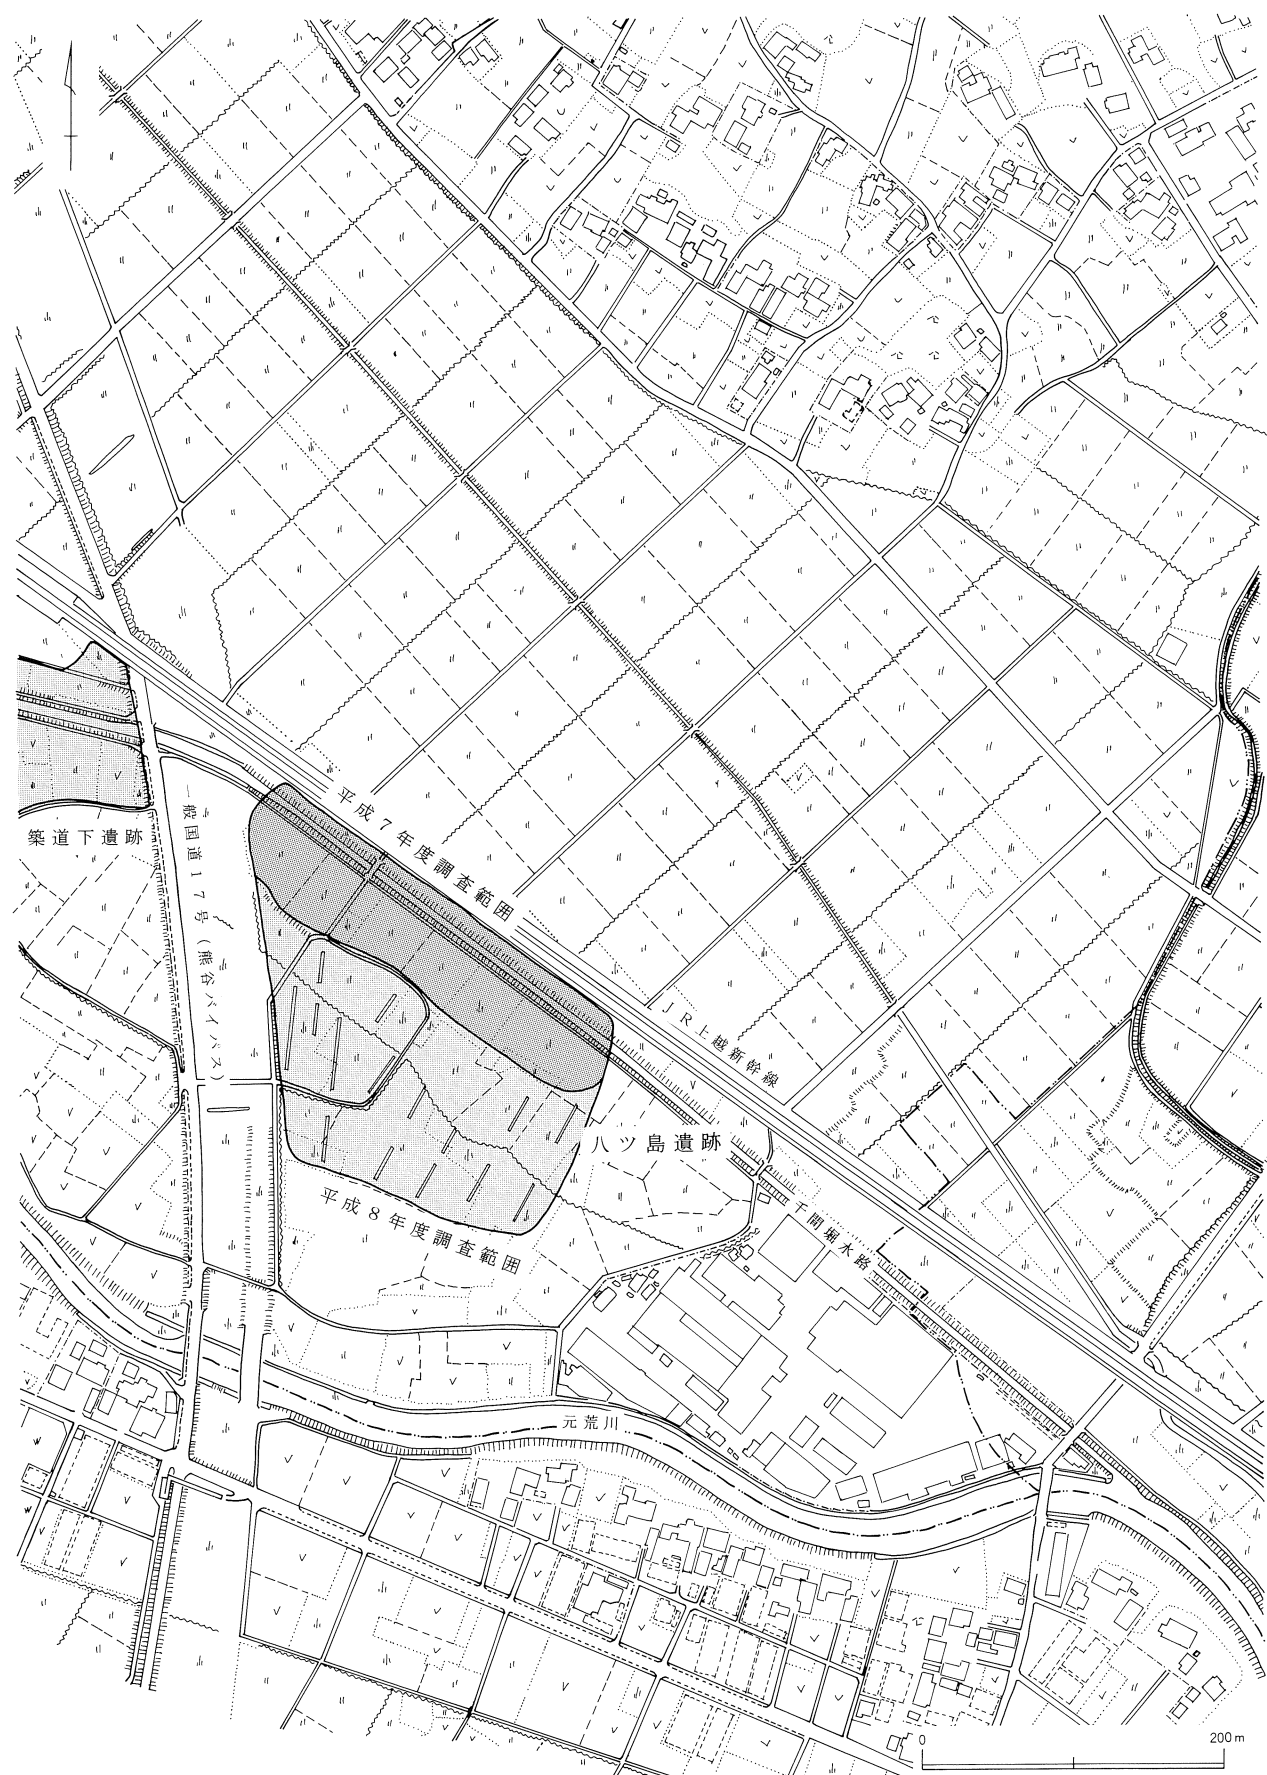 平成7年度調査範囲
築道下遺跡
一般国道17号(熊谷バイパス)
JR上越新幹線
八ツ島遺跡
平成8年度調査範囲
千間堀水路
元荒川
0 200m